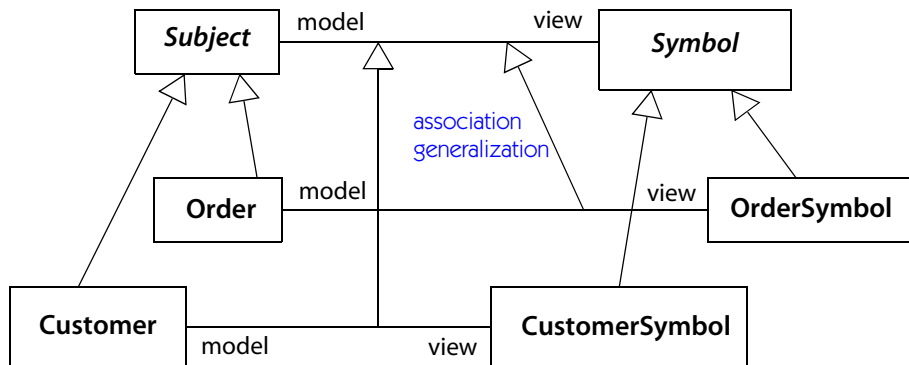 model
view
Subject
Symbol
association
generalization
model
view
Order
OrderSymbol
Customer
CustomerSymbol
model
view